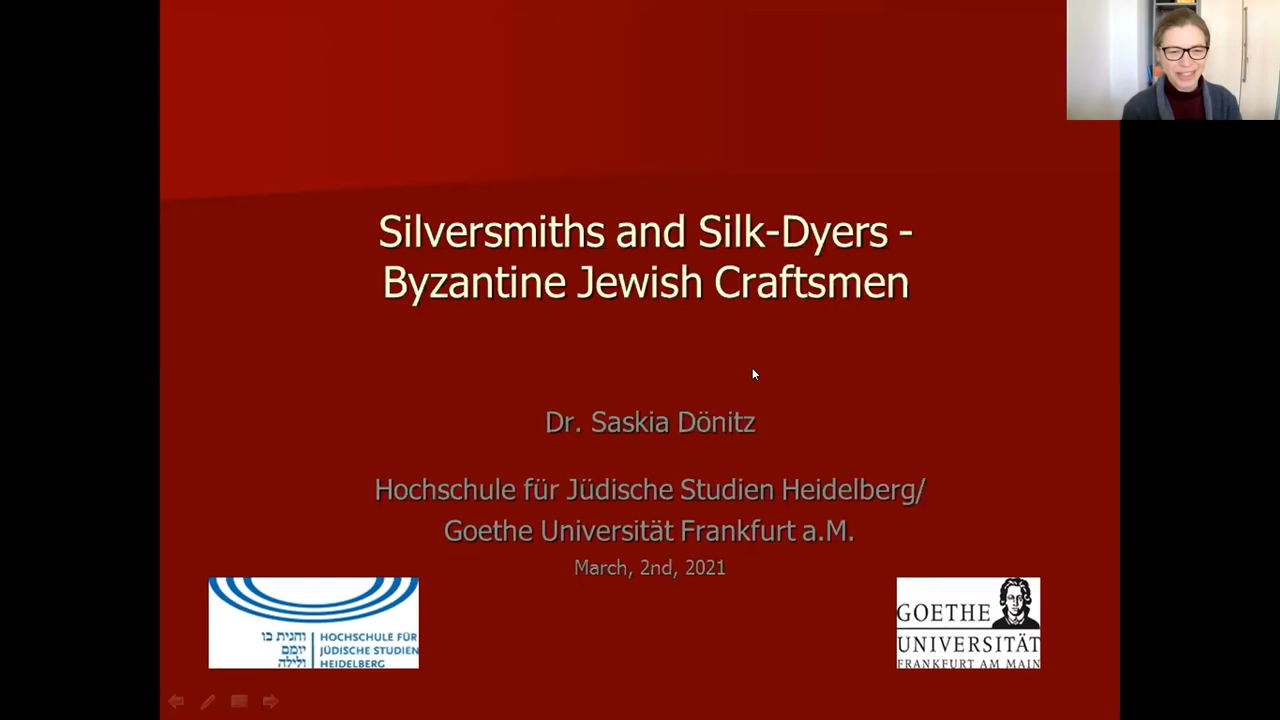 Silversmiths and Silk-Dyers -
Byzantine Jewish Craftsmen
Dr. Saskia Dönitz
Hochschule für Jüdische Studien Heidelberg/
Goethe Universität Frankfurt a.M.
March, 2nd, 2021
והגית בו
יומם
ולילה
HOCHSCHULE FÜR
JÜDISCHE STUDIEN
HEIDELBERG
GOETHE
UNIVERSITÄT
FRANKFURT AM MAIN